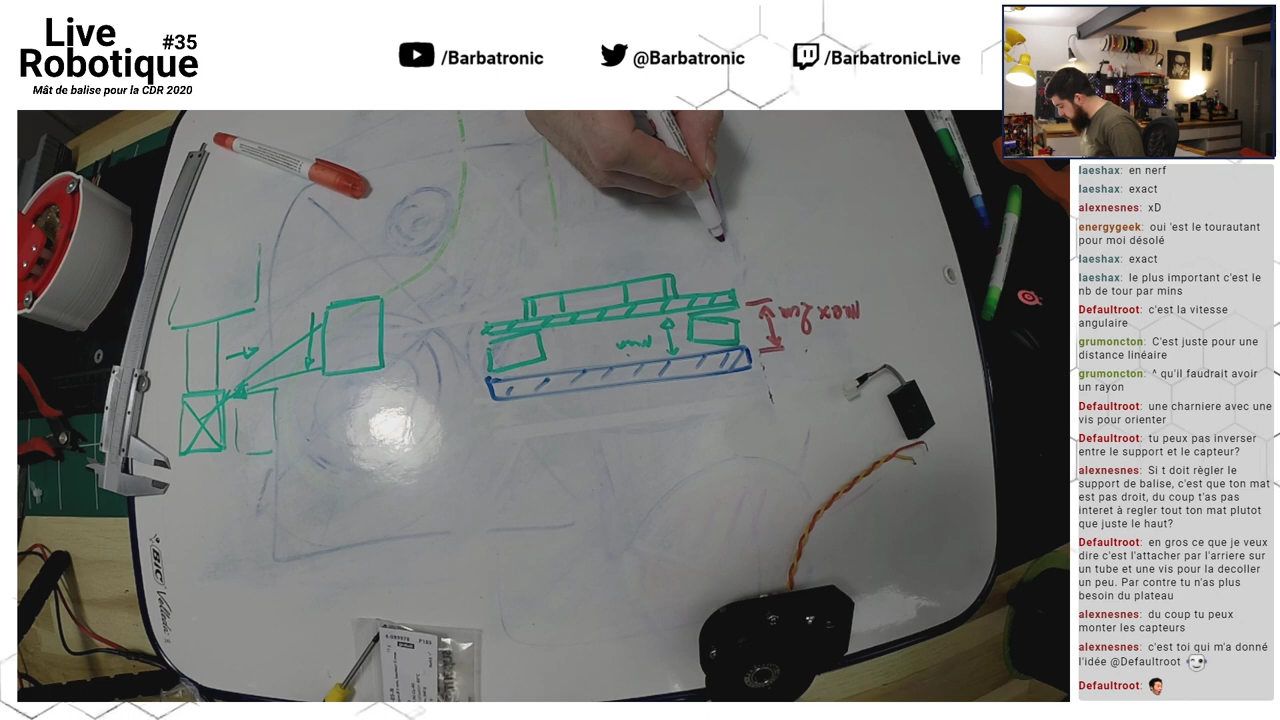 Live
Robotique
#35
Mât de balise pour la CDR 2020
/Barbatronic
@Barbatronic
/BarbatronicLive
laeshax: en nerf
laeshax: exact
alexnesnes: xD
energygeek: oui 'est le tourautant
pour moi désolé
laeshax: exact
laeshax: le plus important c'est le
nb de tour par mins
Defaultroot: c'est la vitesse
angulaire
grumoncton: C'est juste pour une
distance linéaire
grumoncton: ^ qu'il faudrait avoir
un rayon
Defaultroot: une charniere avec une
vis pour orienter
Defaultroot: tu peux pas inverser
entre le support et le capteur?
alexnesnes: Si t doit règler le
support de balise, c'est que ton mat
est pas droit, du coup t'as pas
interet à regler tout ton mat plutot
que juste le haut?
Defaultroot: en gros ce que je veux
dire c'est l'attacher par l'arriere sur
un tube et une vis pour la decoller
un peu. Par contre tu n'as plus
besoin du plateau
alexnesnes: du coup tu peux
monter les capteurs
alexnesnes: c'est toi qui m'a donné
l'idée @Defaultroot
Defaultroot:
max
BIC Velleda